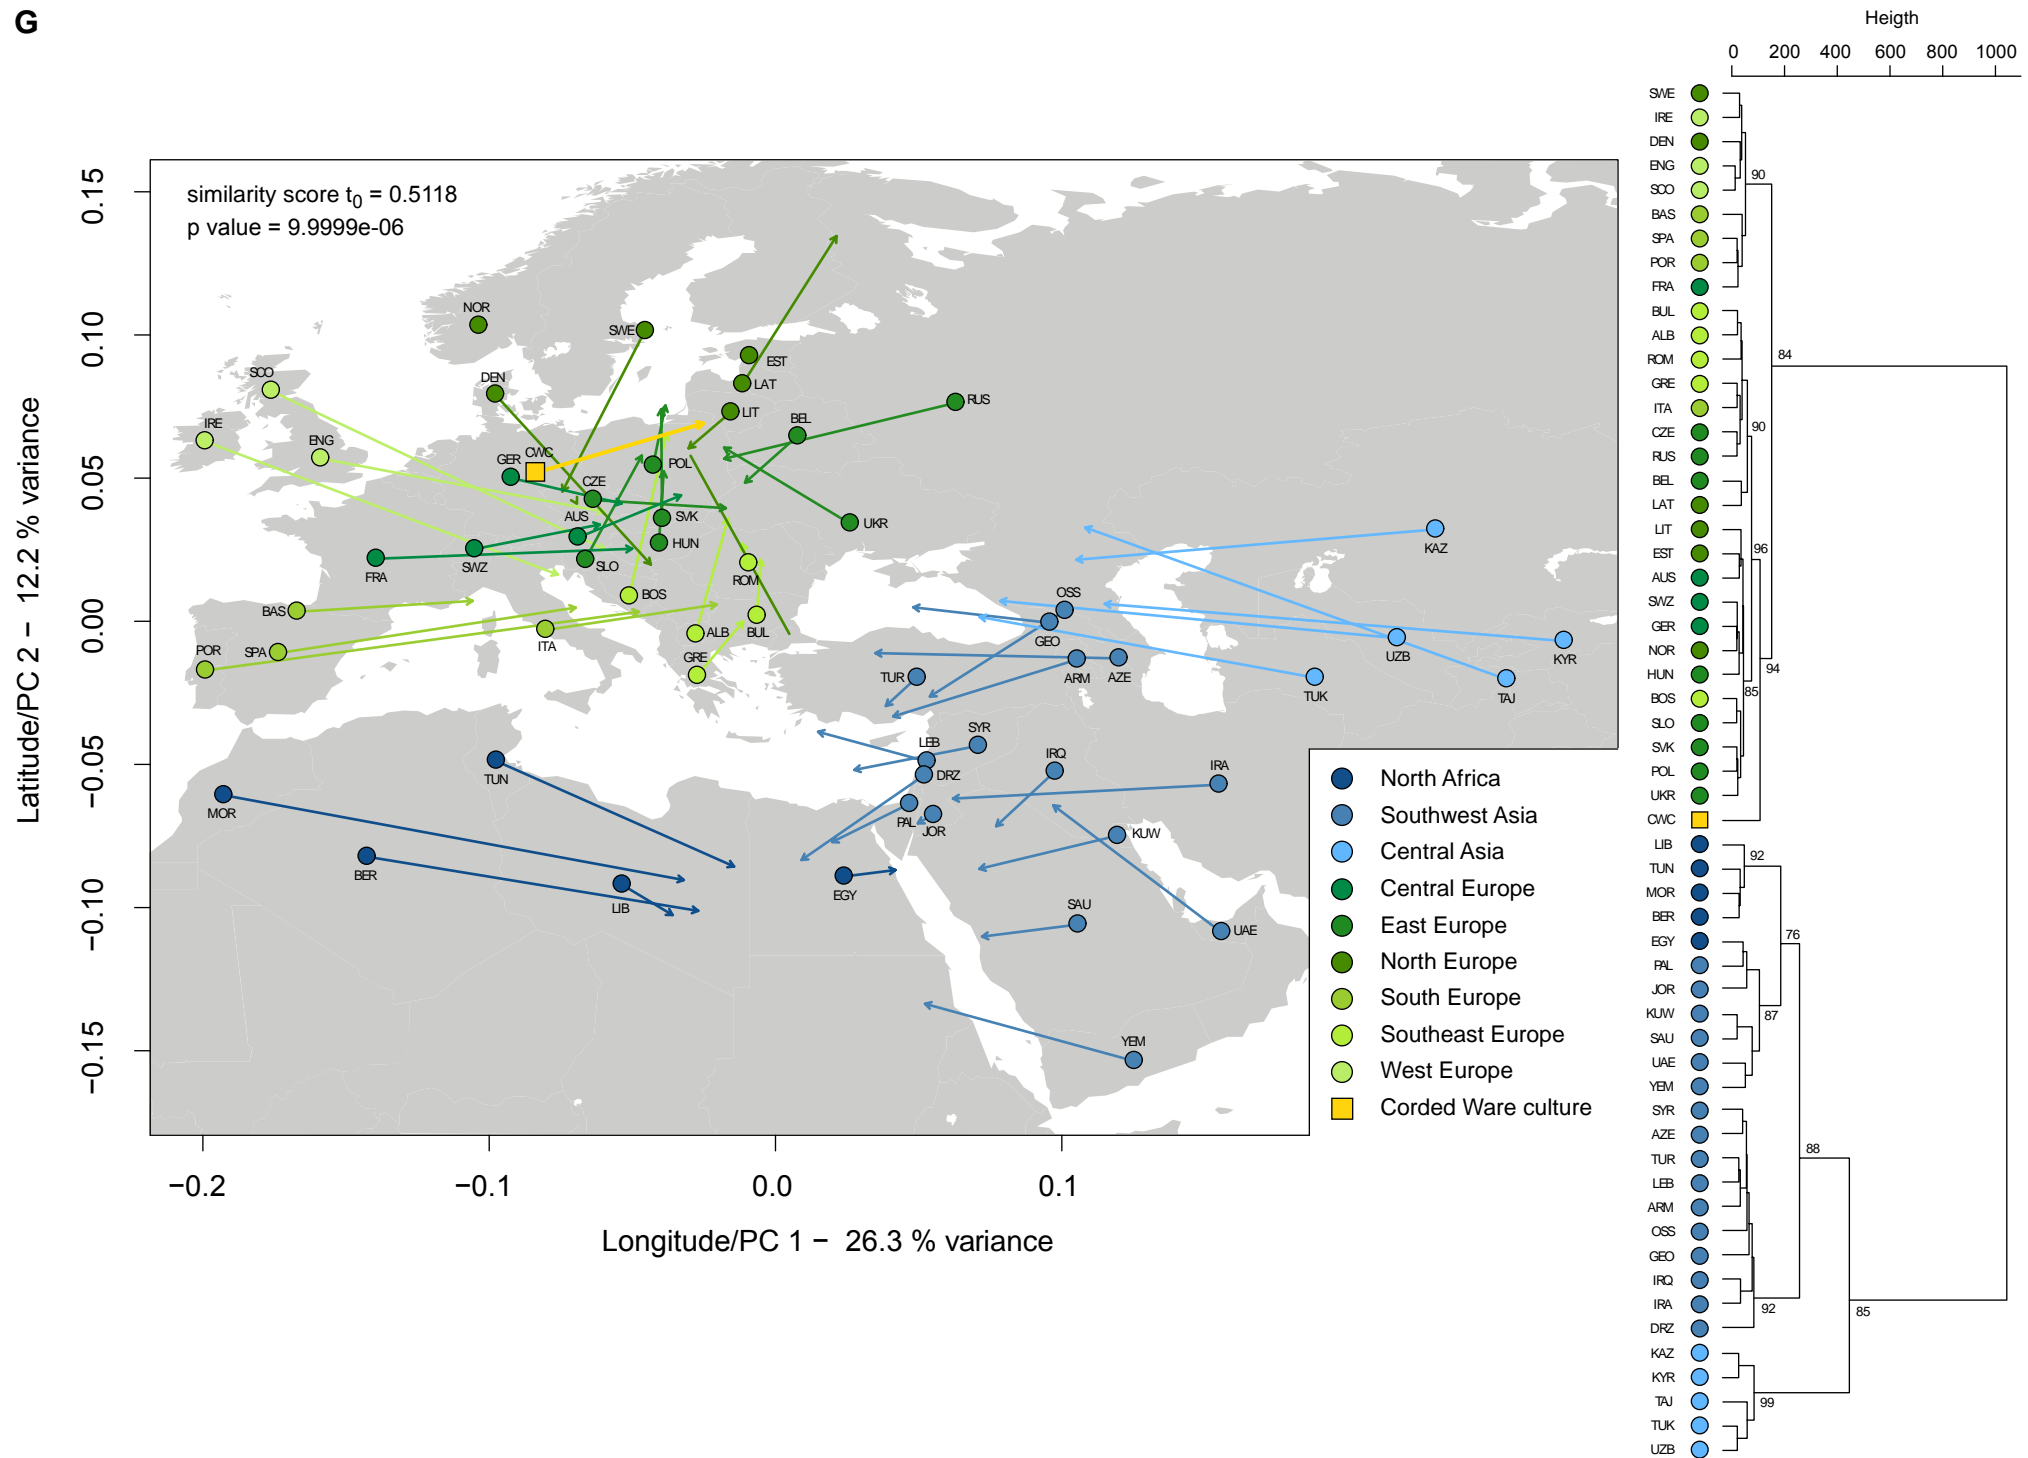 G
Heigth
0 200 400 600 800 1000
similarity score t0 = 0.5118
p value = 9.9999e-06
Latitude/PC 2 − 12.2 % variance
0.15
0.10
0.05
0.00
−0.05
−0.10
−0.15
−0.2 −0.1 0.0 0.1
Longitude/PC 1 − 26.3 % variance
NOR
SWE
EST
LAT
LIT
SCO
DEN
RUS
BEL
IRE
ENG
GER
CWC
POL
CZE
AUS
SVK
UKR
HUN
FRA
SWZ
SLO
ROM
BOS
BAS
ALB
BUL
POR
SPA
ITA
GRE
KAZ
OSS
GEO
UZB
KYR
TUR
ARM
AZE
TUK
TAJ
SYR
LEB
DRZ
IRQ
IRA
TUN
MOR
PAL
JOR
KUW
BER
LIB
EGY
SAU
UAE
YEM
North Africa
Southwest Asia
Central Asia
Central Europe
East Europe
North Europe
South Europe
Southeast Europe
West Europe
Corded Ware culture
SWE
IRE
DEN
ENG
SCO
BAS
SPA
POR
FRA
BUL
ALB
ROM
GRE
ITA
CZE
RUS
BEL
LAT
LIT
EST
AUS
SWZ
GER
NOR
HUN
BOS
SLO
SVK
POL
UKR
CWC
LIB
TUN
MOR
BER
EGY
PAL
JOR
KUW
SAU
UAE
YEM
SYR
AZE
TUR
LEB
ARM
OSS
GEO
IRQ
IRA
DRZ
KAZ
KYR
TAJ
TUK
UZB
90
84
90
96
94
85
92
76
87
88
92
85
99